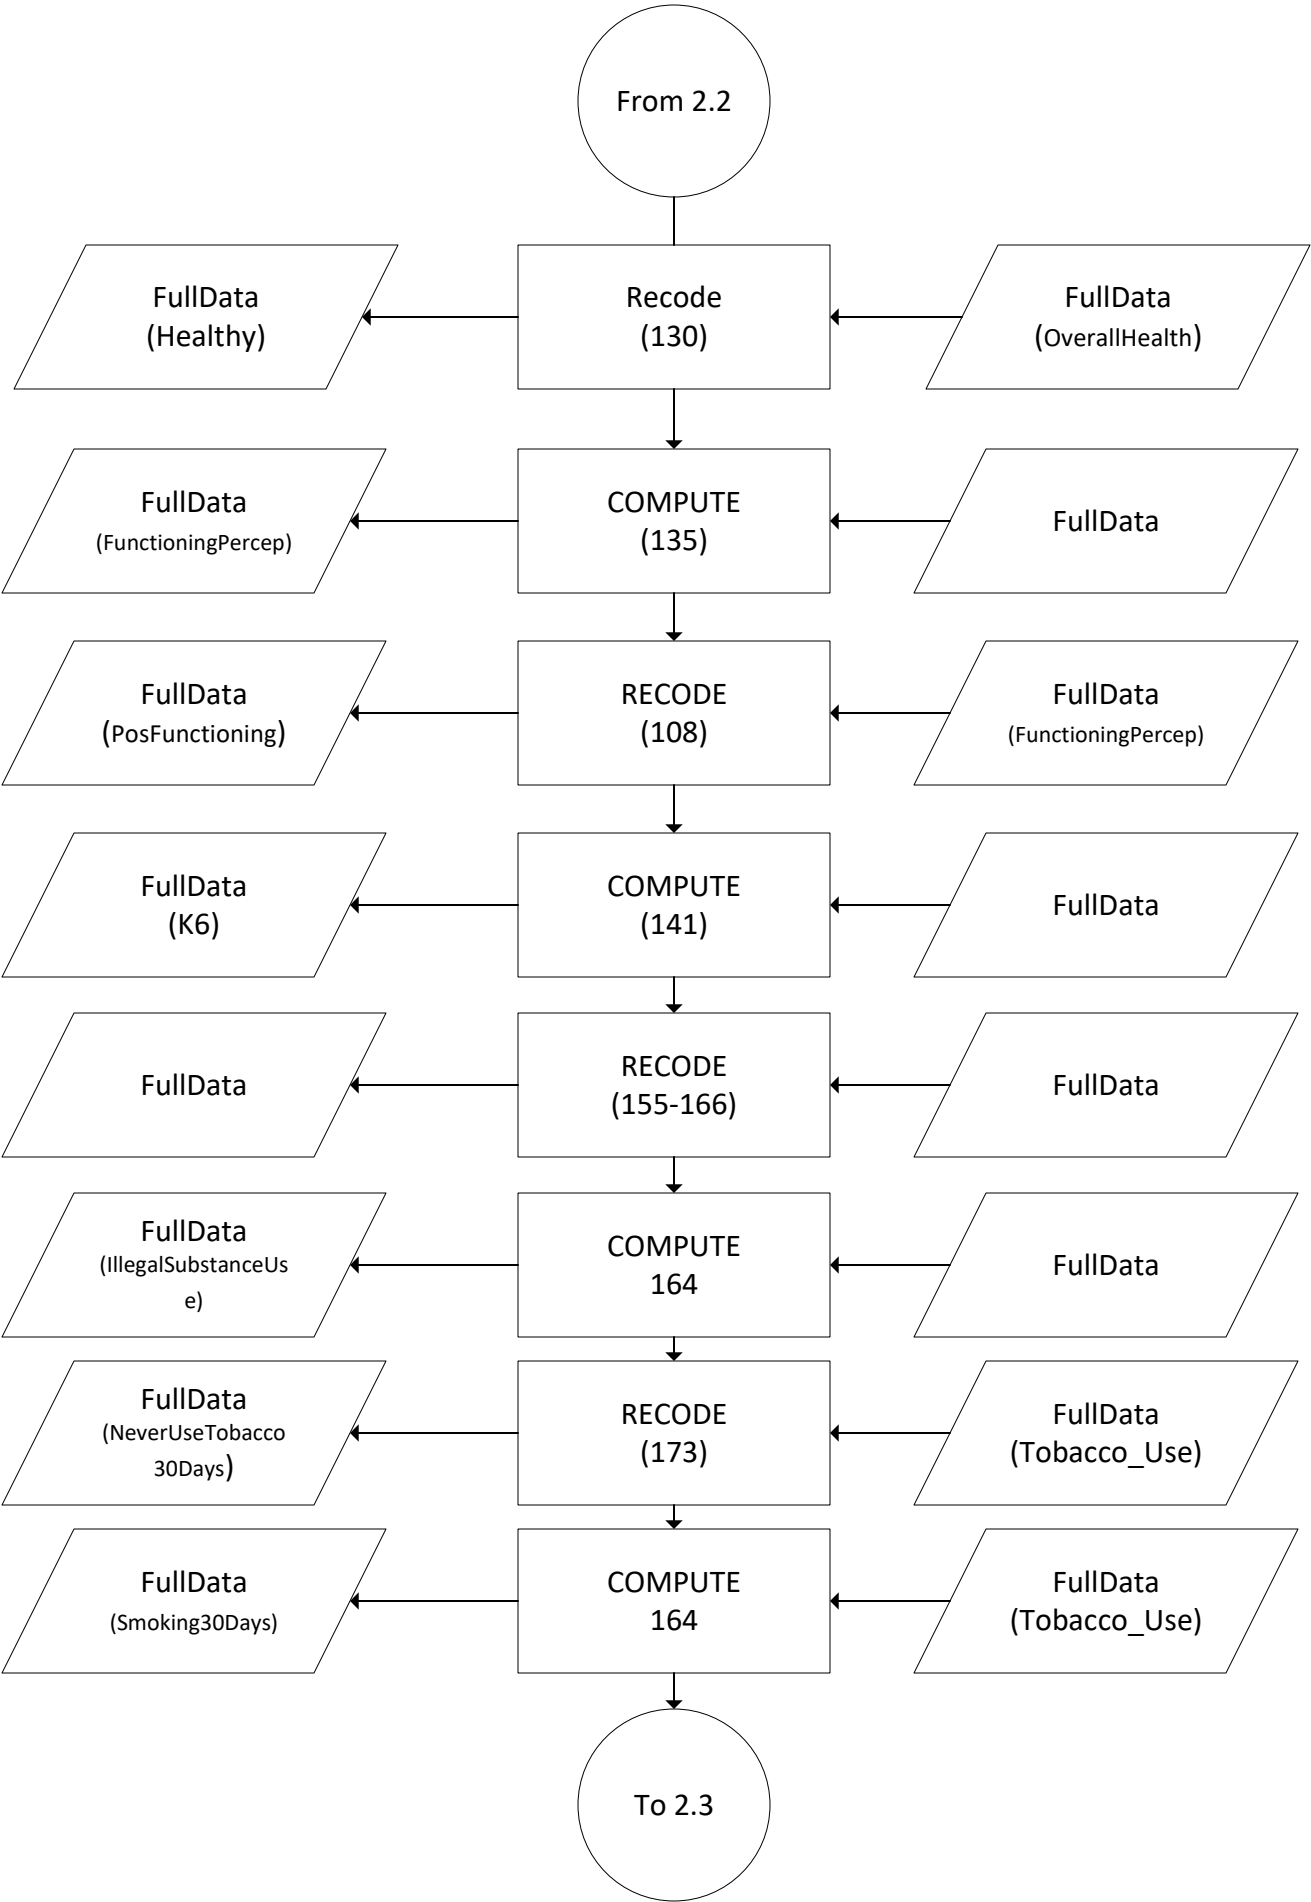 From 2.2
FullData
(Healthy)
Recode
(130)
FullData
(OverallHealth)
FullData
(FunctioningPercep)
COMPUTE
(135)
FullData
FullData
(PosFunctioning)
RECODE
(108)
FullData
(FunctioningPercep)
FullData
(K6)
COMPUTE
(141)
FullData
FullData
RECODE
(155-166)
FullData
FullData
(IllegalSubstanceUs
e)
COMPUTE
164
FullData
FullData
(NeverUseTobacco
30Days)
RECODE
(173)
FullData
(Tobacco_Use)
FullData
(Smoking30Days)
COMPUTE
164
FullData
(Tobacco_Use)
To 2.3